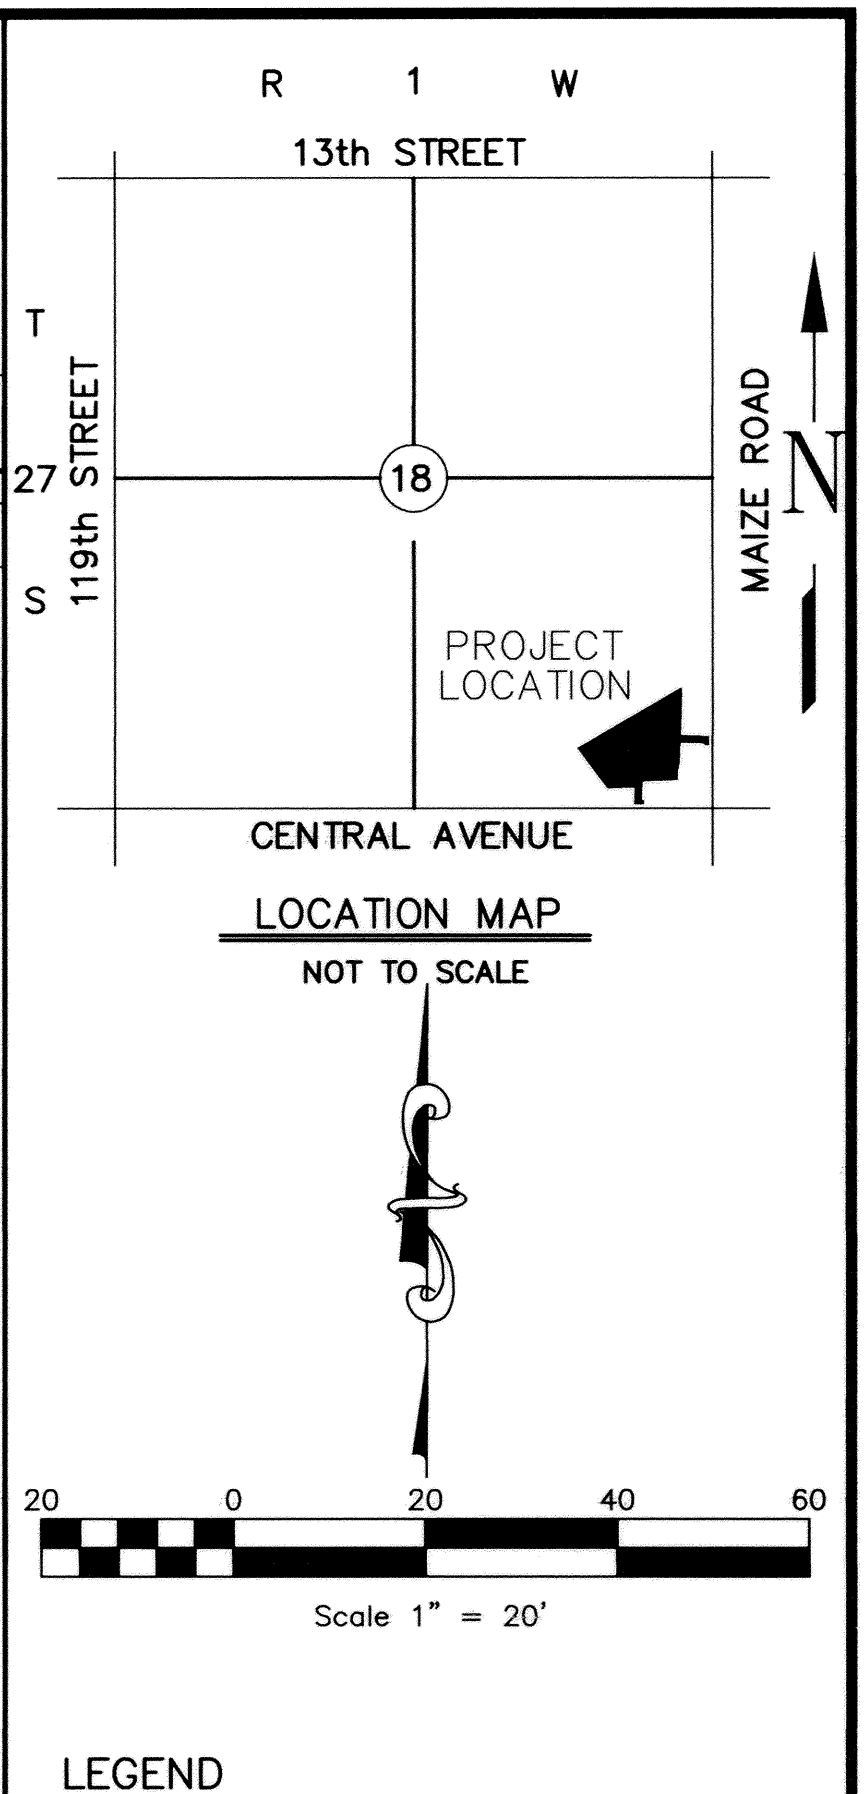 R 1 W
13th STREET
T
27
S
119th STREET
MAIZE ROAD
N
18
PROJECT
LOCATION
CENTRAL AVENUE
LOCATION MAP
NOT TO SCALE
20 0 20 40 60
Scale 1” = 20’
LEGEND